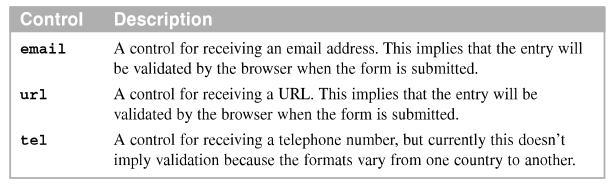 Control Description
email A control for receiving an email address. This implies that the entry will
be validated by the browser when the form is submitted.
url A control for receiving a URL. This implies that the entry will be
validated by the browser when the form is submitted.
tel A control for receiving a telephone number, but currently this doesn't
imply validation because the formats vary from one country to another.